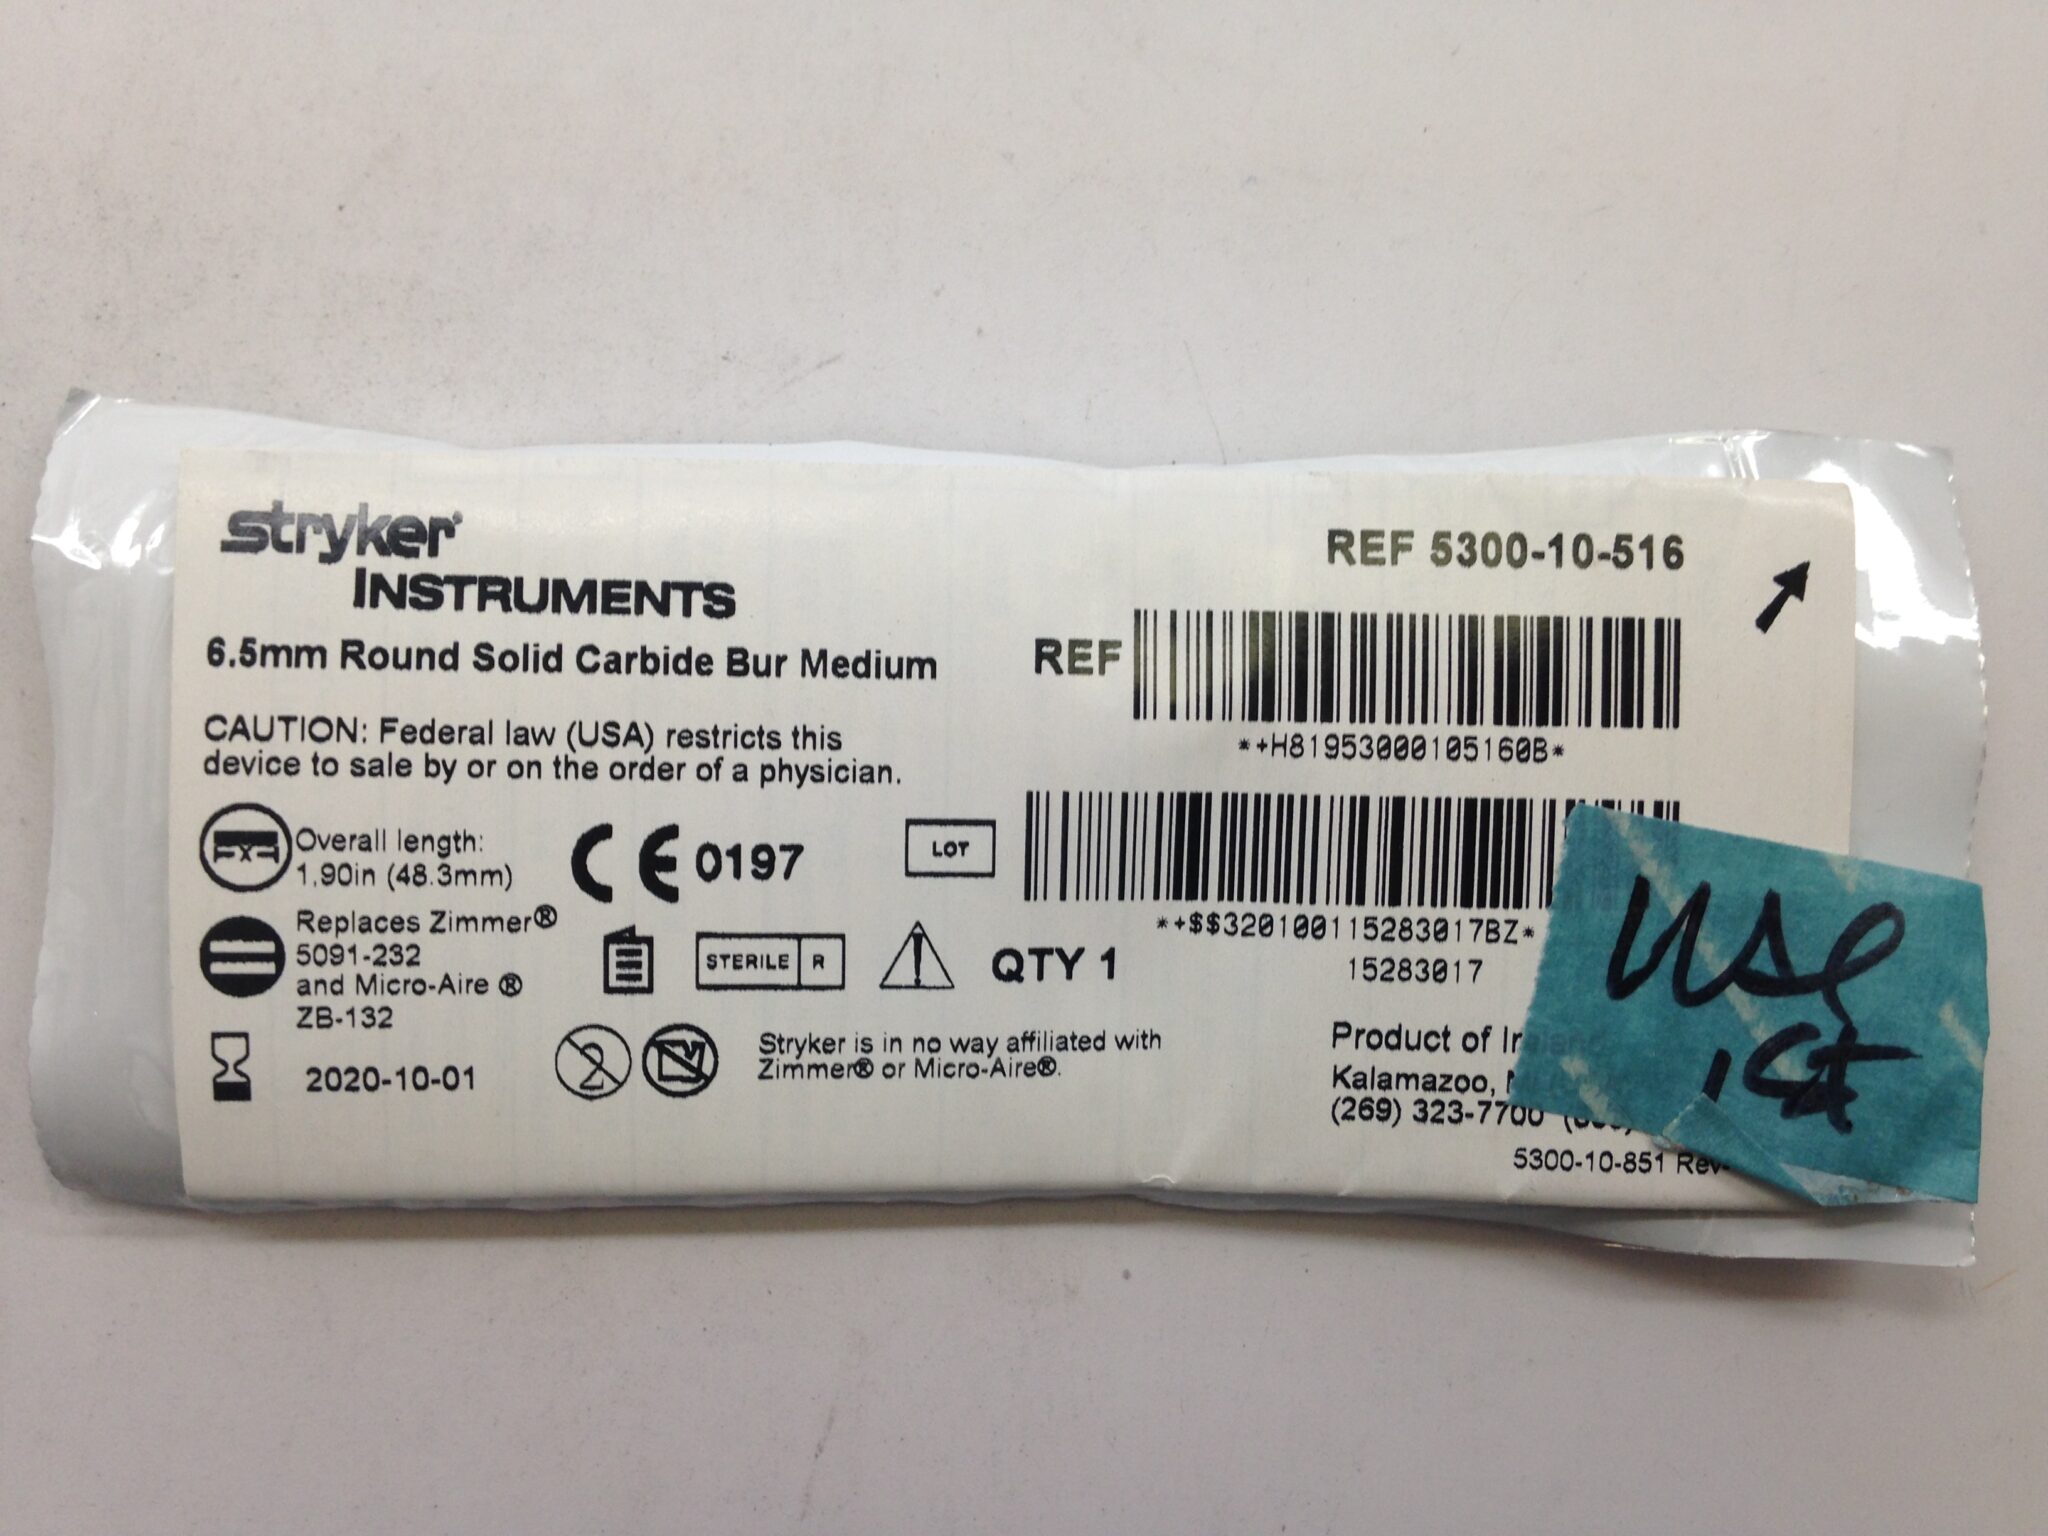 stryker
INSTRUMENTS
6.5mm Round Solid Carbide Bur Medium
CAUTION: Federal law (USA) restricts this
device to sale by or on the order of a physician.
Overall length:
1.90in (48.3mm)
Replaces Zimmer®
5091-232
and Micro-Aire ®
ZB-132
2020-10-01
CE 0197
STERILE R
2
QTY 1
Stryker is in no way affiliated with
Zimmer® or Micro-Aire®.
REF 5300-10-516
REF
*+H81953000105160B*
LOT
*+$$320100115283017BZ*
15283017
Product of Ireland
Kalamazoo,
(269) 323-7700
5300-10-851 Rev-
use
1st